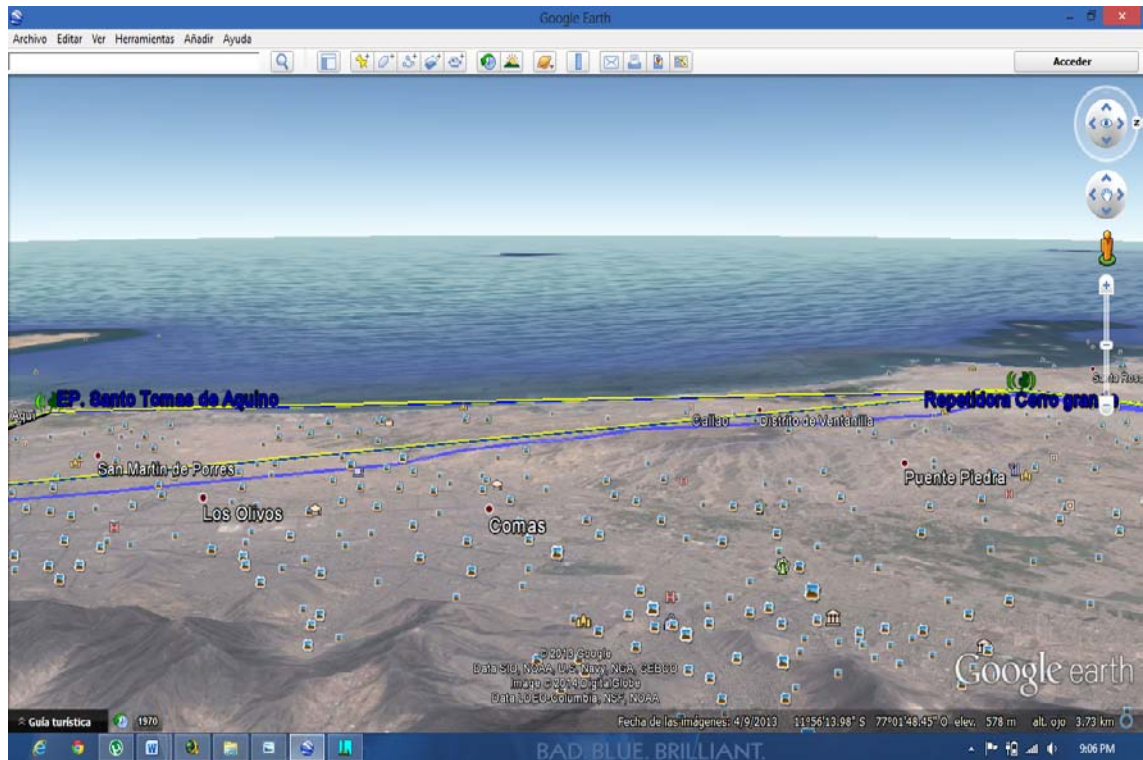 Google Earth
Archivo Editar Ver Herramientas Añadir Ayuda
Acceder
EP. Santo Tomas de Aquino
Repetidora Cerro
Callao
Distrito de Ventanilla
San Martin de Porres
Puente Piedra
Los Olivos
Comas
© 2013 Google
Data SIO, NOAA, U.S. Navy, NGA, GEBCO
Image © 2014 DigitalGlobe
Data LDEO-Columbia, NSF, NOAA
Google earth
Guía turística
1970
Fecha de las imágenes: 4/9/2013 11°56'13.98" S 77°01'48.45" O elev. 578 m alt. ojo 3.73 km
BAD. BLUE. BRILLIANT.
9:06 PM